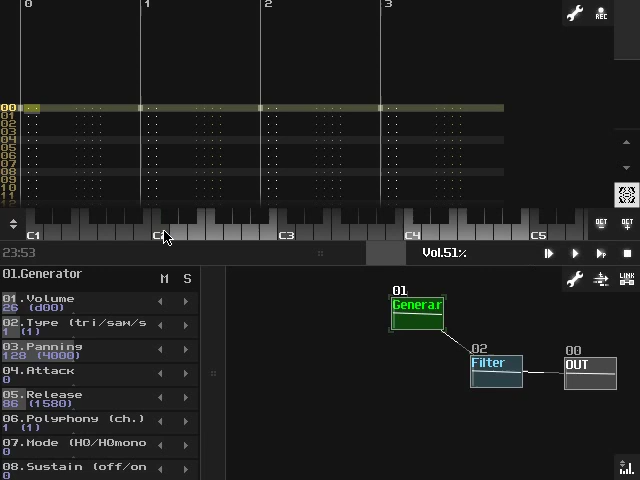 0 1 2 3
REC
00
01
02
03
04
05
06
07
08
09
10
11
12
C1 C2 C3 C4 C5 OCT - OCT +
23:53 Vol.51%
01.Generator M S
01.Volume
26 (d00)
02.Type (tri/saw/s
1 (1)
03.Panning
128 (4000)
04.Attack
0
05.Release
86 (1580)
06.Polyphony (ch.)
1 (1)
07.Mode (HQ/HQmono
0
08.Sustain (off/on
0
LINK
01
Genera.r
02
Filter
00
OUT